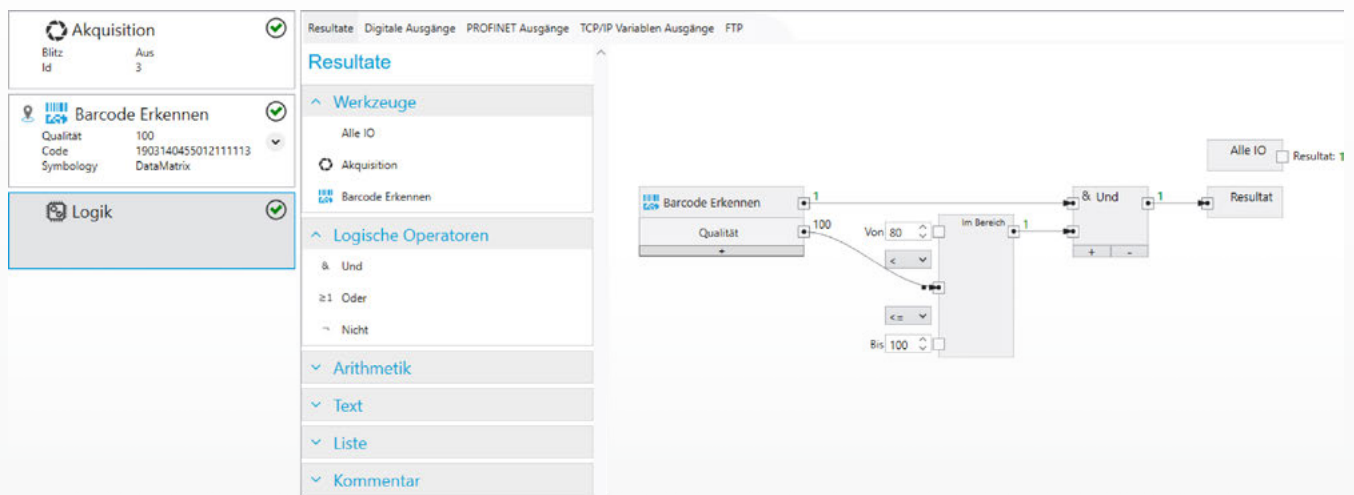 Akquisition
Blitz Aus
Id 3
Barcode Erkennen
Qualität 100
Code 1903140455012111113
Symbology DataMatrix
Logik
Resultate Digitale Ausgänge PROFINET Ausgänge TCP/IP Variablen Ausgänge FTP
Resultate
Werkzeuge
Alle IO
Akquisition
Barcode Erkennen
Logische Operatoren
& Und
≥1 Oder
¬ Nicht
Arithmetik
Text
Liste
Kommentar
Alle IO Resultat: 1
Barcode Erkennen 1 & Und 1 Resultat
Qualität 100 Von 80 Im Bereich 1
+ + -
<
<=
Bis 100